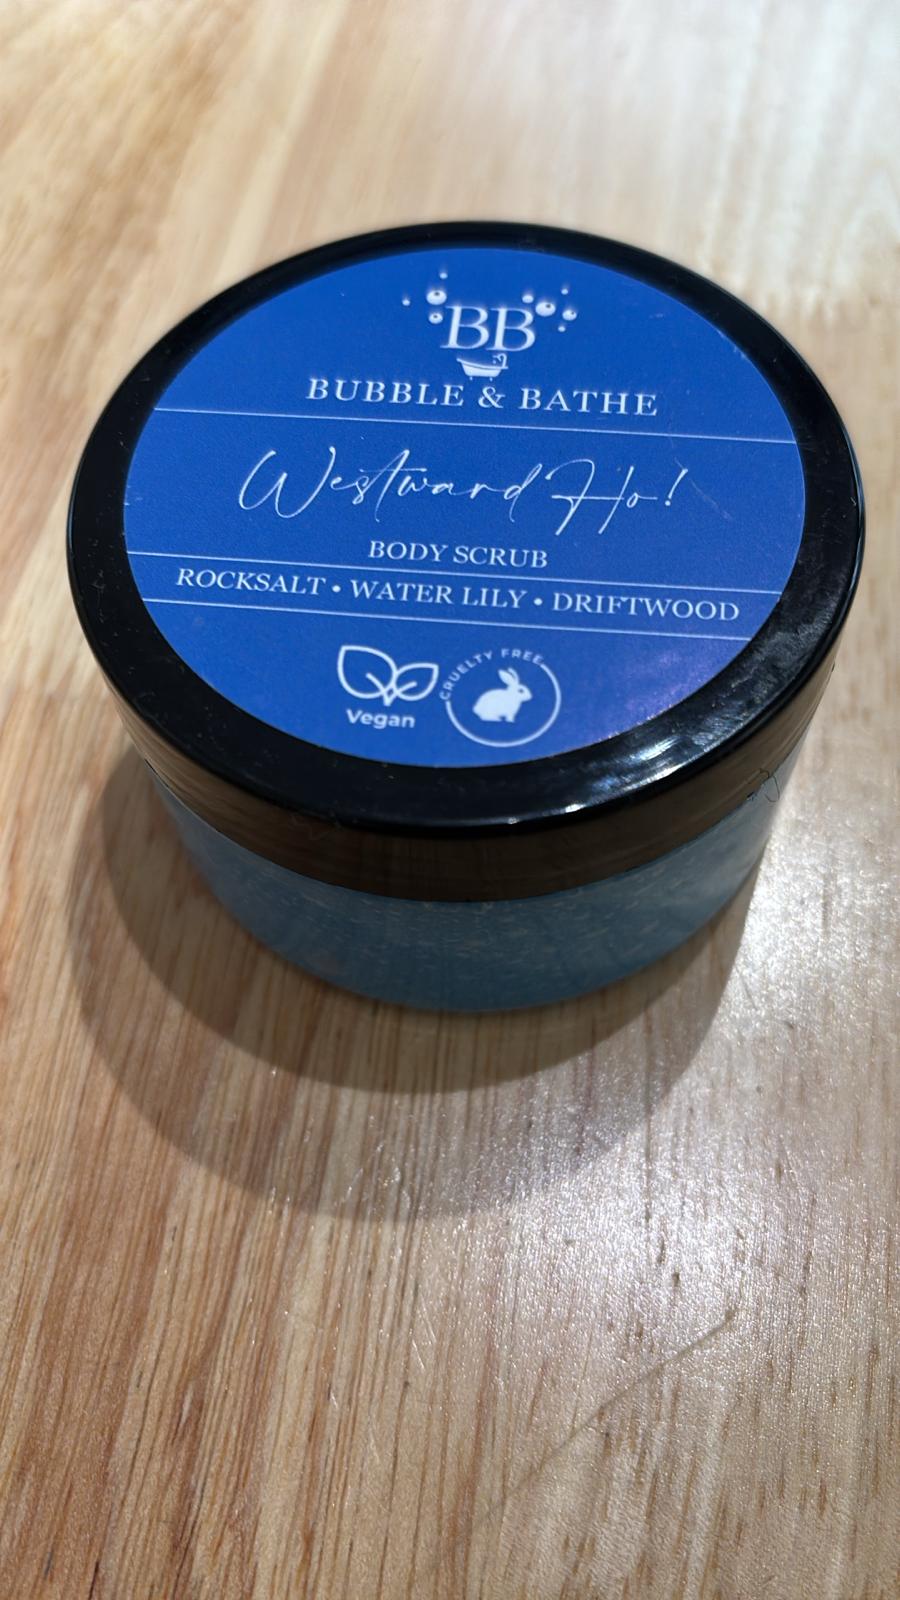 BB
BUBBLE & BATHE
Westward Ho!
BODY SCRUB
ROCKSALT • WATER LILY • DRIFTWOOD
Vegan
CRUELTY FREE